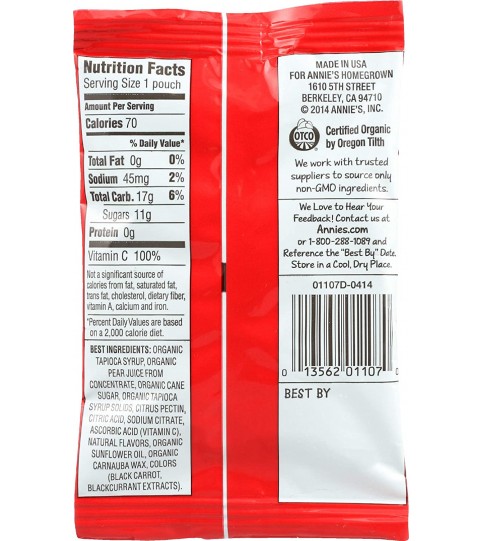 Nutrition Facts
Serving Size 1 pouch
Amount Per Serving
Calories 70
% Daily Value*
Total Fat 0g 0%
Sodium 45mg 2%
Total Carb. 17g 6%
Sugars 11g
Protein 0g
Vitamin C 100%
Not a significant source of
calories from fat, saturated fat,
trans fat, cholesterol, dietary fiber,
vitamin A, calcium and iron.
*Percent Daily Values are based
on a 2,000 calorie diet.
BEST INGREDIENTS: ORGANIC
TAPIOCA SYRUP, ORGANIC
PEAR JUICE FROM
CONCENTRATE, ORGANIC CANE
SUGAR, ORGANIC TAPIOCA
SYRUP SOLIDS, CITRUS PECTIN,
CITRIC ACID, SODIUM CITRATE,
ASCORBIC ACID (VITAMIN C),
NATURAL FLAVORS, ORGANIC
SUNFLOWER OIL, ORGANIC
CARNAUBA WAX, COLORS
(BLACK CARROT,
BLACKCURRANT EXTRACTS).
MADE IN USA
FOR ANNIE'S HOMEGROWN
1610 5TH STREET
BERKELEY, CA 94710
© 2014 ANNIE'S, INC.
OTCO
Certified Organic
by Oregon Tilth
We work with trusted
suppliers to source only
non-GMO ingredients.
We Love to Hear Your
Feedback! Contact us at
Annies.com
or 1-800-288-1089 and
Reference the "Best By" Date.
Store in a Cool, Dry Place.
01107D-0414
0 13562 01107
BEST BY